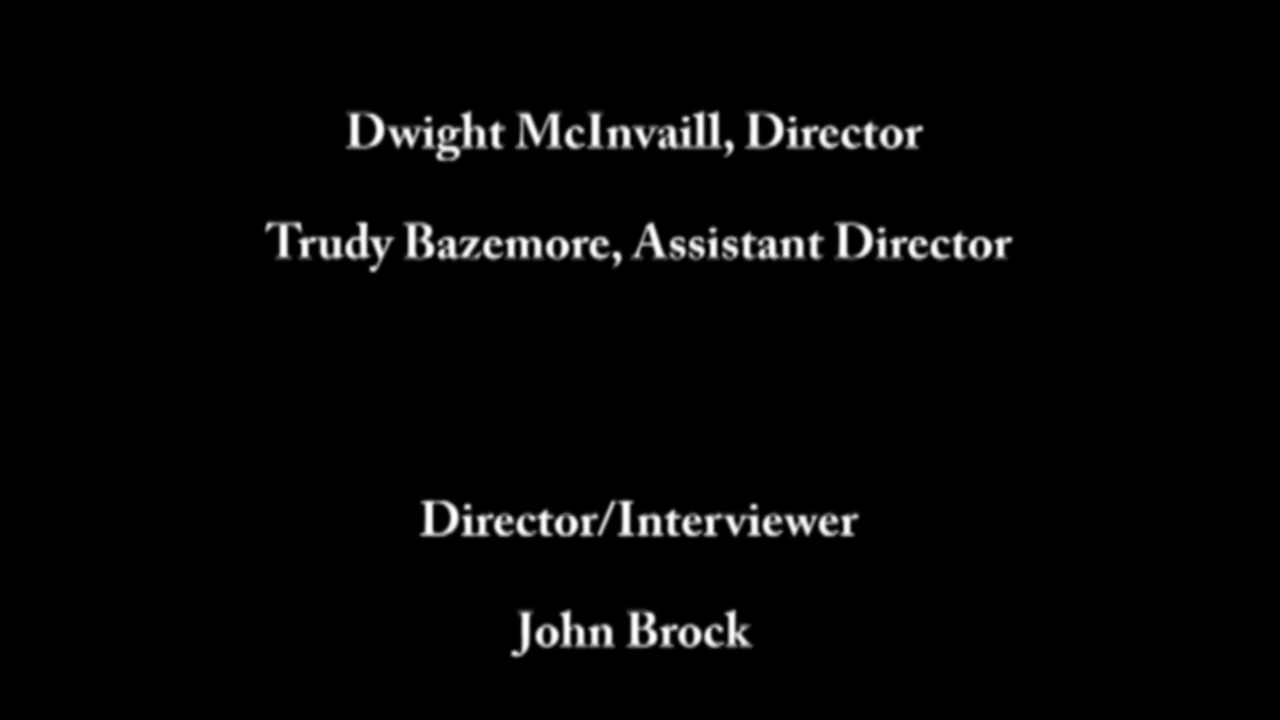 Dwight McInvaill, Director
Trudy Bazemore, Assistant Director
Director/Interviewer
John Brock